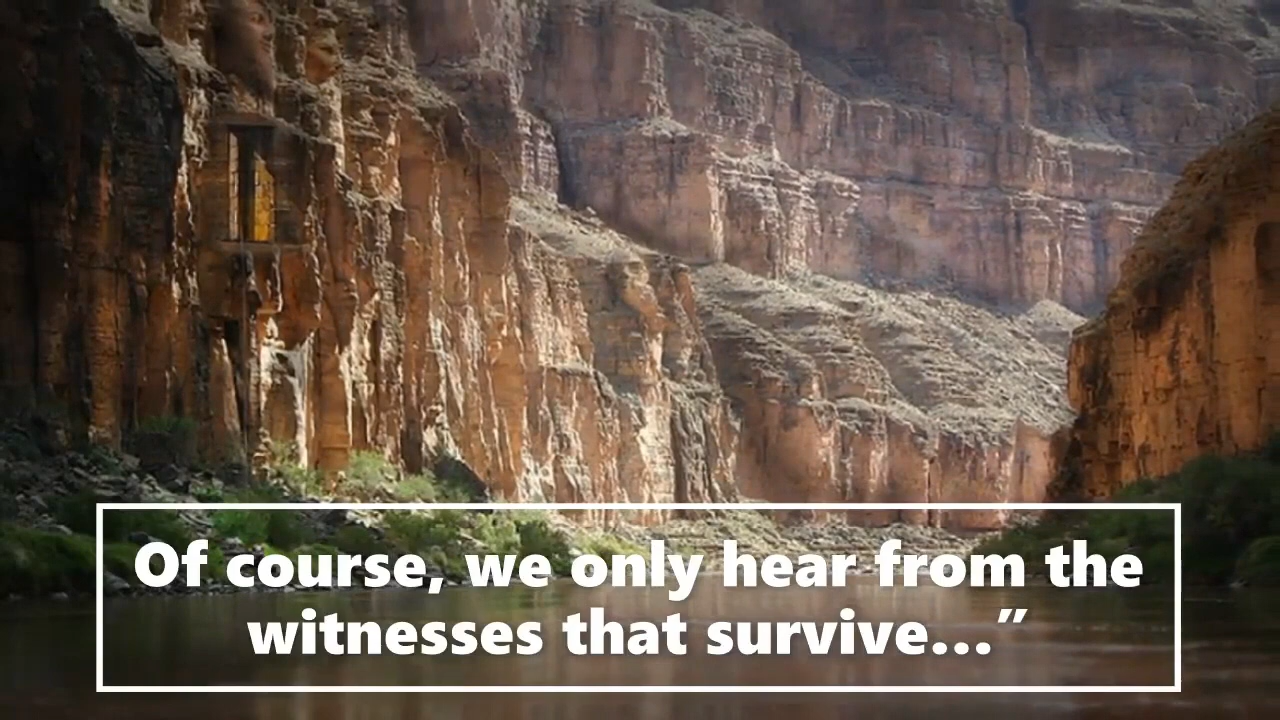 Of course, we only hear from the
witnesses that survive...”